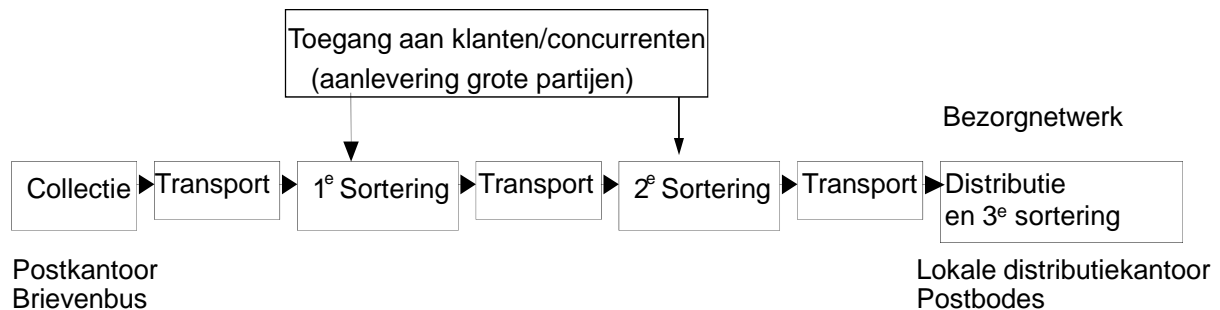 Toegang aan klanten/concurrenten
(aanlevering grote partijen)
Bezorgnetwerk
Collectie
Transport
1e Sortering
Transport
2e Sortering
Transport
Distributie
en 3e sortering
Postkantoor
Brievenbus
Lokale distributiekantoor
Postbodes